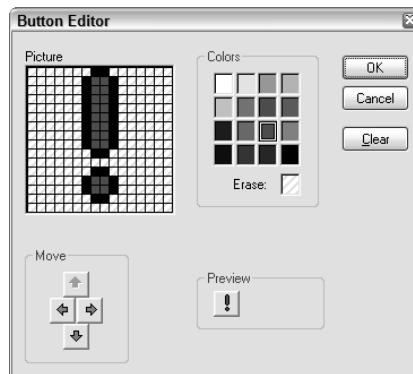 Button Editor
Picture
Colors
OK
Cancel
Clear
Erase:
Move
Preview